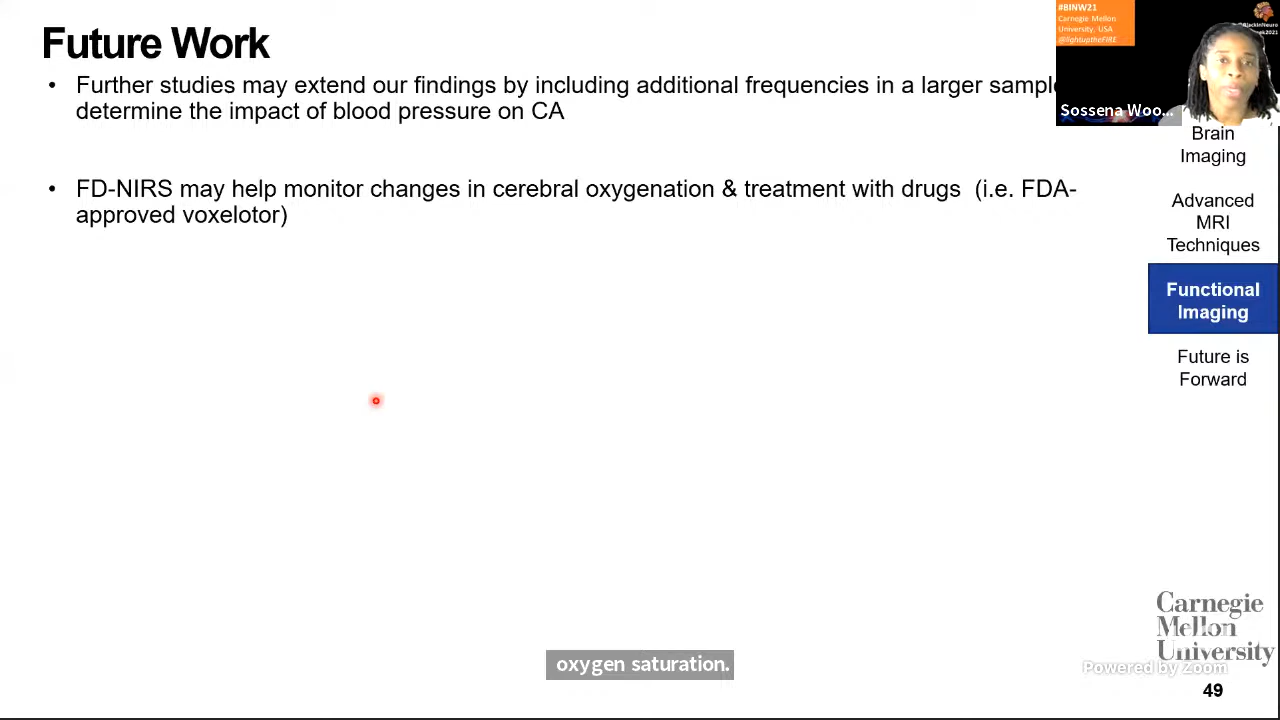 Future Work
• Further studies may extend our findings by including additional frequencies in a larger sample
determine the impact of blood pressure on CA
• FD-NIRS may help monitor changes in cerebral oxygenation & treatment with drugs (i.e. FDA-
approved voxelotor)
#BINW21
Carnegie Mellon
University, USA
@lightuptheFIRE
Sossena Woo...
Brain
Imaging
Advanced
MRI
Techniques
Functional
Imaging
Future is
Forward
oxygen saturation.
Carnegie
Mellon
University
Powered by Zoom
49